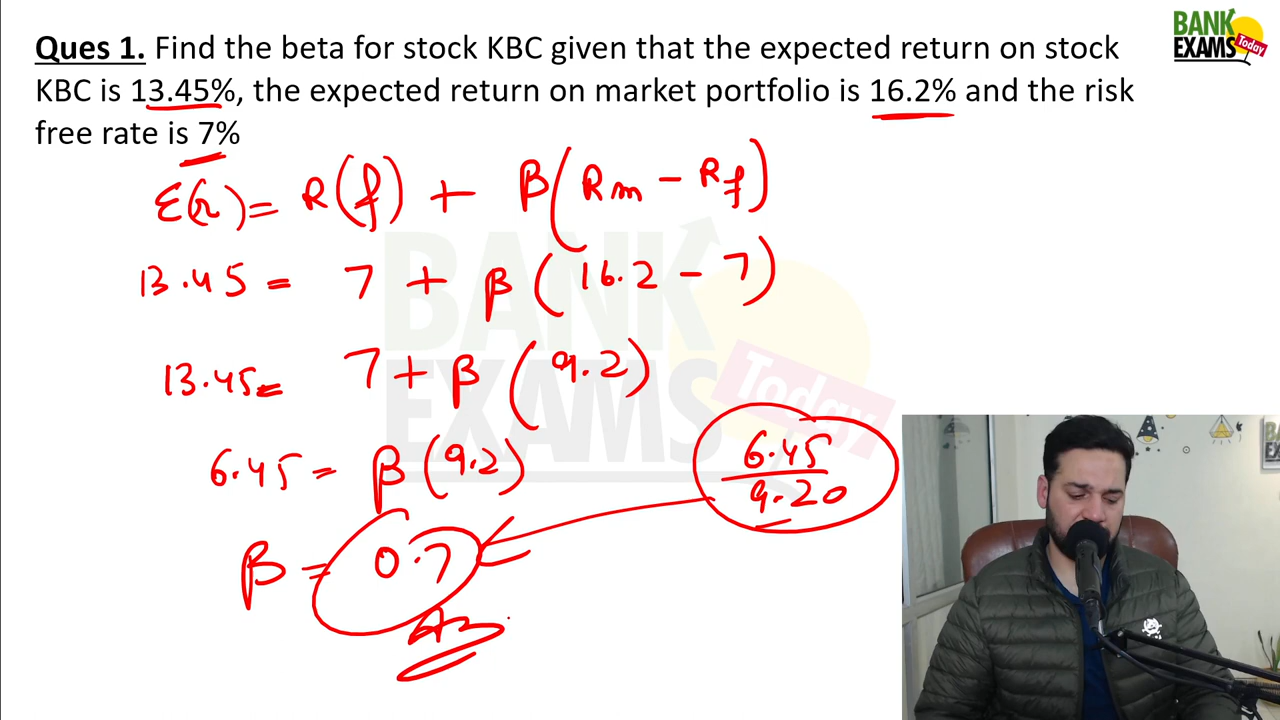 BANK
EXAMS Today
Ques 1. Find the beta for stock KBC given that the expected return on stock
KBC is 13.45%, the expected return on market portfolio is 16.2% and the risk
free rate is 7%
E(r) = R(f) + β(Rm - Rf)
13.45 = 7 + β(16.2 - 7)
13.45 = 7 + β(9.2)
6.45 = β(9.2)
6.45
9.20
β = 0.7
BANK
EXAMS
Today